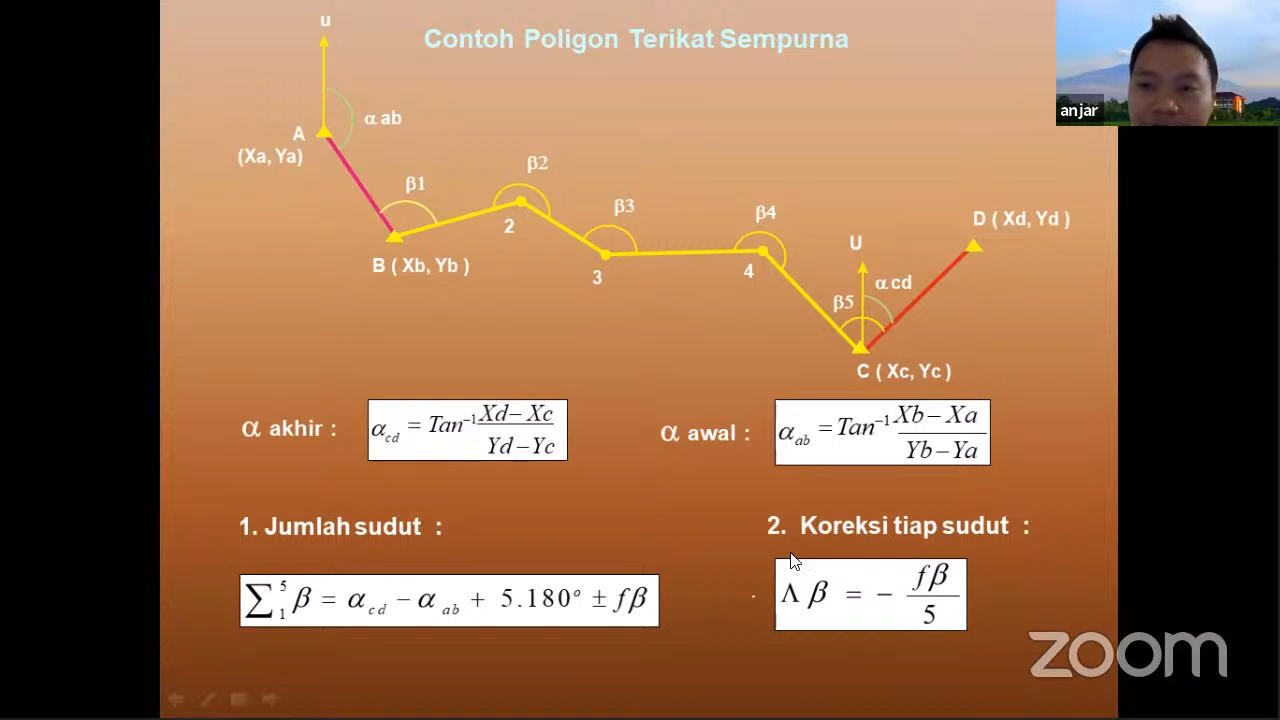 u
Contoh Poligon Terikat Sempurna
anjar
A
α ab
(Xa, Ya)
β2
β1
β3
β4
D ( Xd, Yd )
2
U
B ( Xb, Yb )
3
4
α cd
β5
C ( Xc, Yc )
α akhir : α_cd = Tan⁻¹ (Xd – Xc) / (Yd – Yc)
α awal : α_ab = Tan⁻¹ (Xb – Xa) / (Yb – Ya)
1. Jumlah sudut :
2. Koreksi tiap sudut :
∑₁⁵ β = α_cd – α_ab + 5.180° ± fβ
Λ β = – fβ / 5
zoom